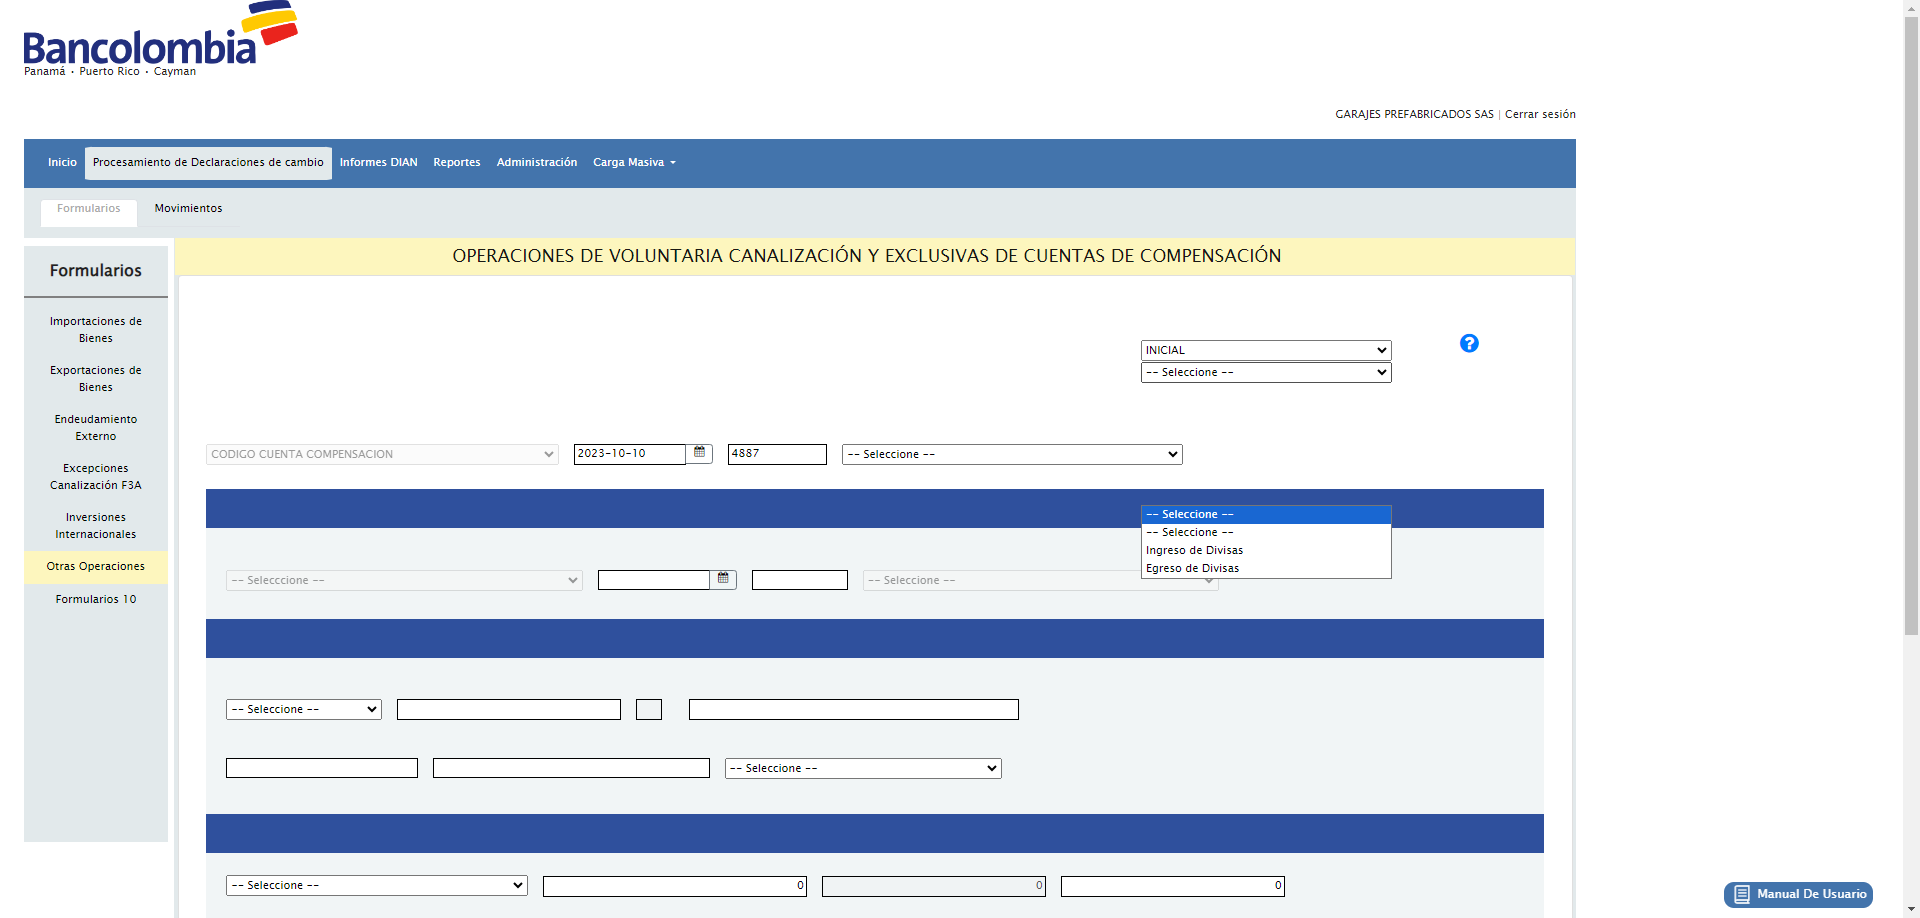 Bancolombia
Panamá • Puerto Rico • Cayman
GARAJES PREFABRICADOS SAS | Cerrar sesión
Inicio Procesamiento de Declaraciones de cambio Informes DIAN Reportes Administración Carga Masiva
Formularios Movimientos
Formularios
Importaciones de
Bienes
Exportaciones de
Bienes
Endeudamiento
Externo
Excepciones
Canalización F3A
Inversiones
Internacionales
Otras Operaciones
Formularios 10
OPERACIONES DE VOLUNTARIA CANALIZACIÓN Y EXCLUSIVAS DE CUENTAS DE COMPENSACIÓN
INICIAL
-- Seleccione --
CODIGO CUENTA COMPENSACION 2023-10-10 4887 -- Seleccione --
-- Seleccione --
-- Seleccione --
Ingreso de Divisas
Egreso de Divisas
-- Selecccione -- -- Seleccione --
-- Seleccione --
-- Seleccione --
-- Seleccione -- 0 0 0
Manual De Usuario